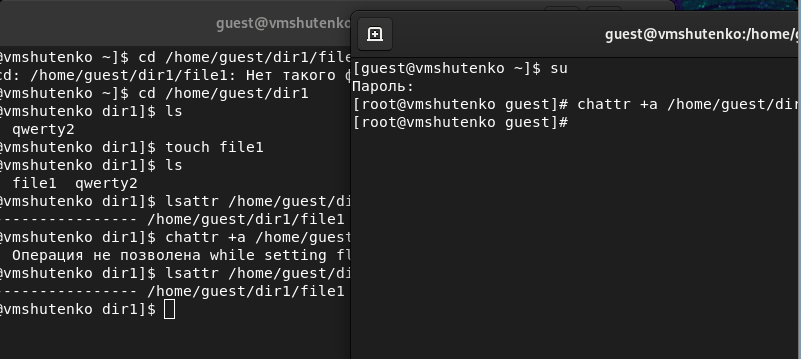 guest@vmshutenko
@vmshutenko ~]$ cd /home/guest/dir1/file
cd: /home/guest/dir1/file1: Нет такого ф
@vmshutenko ~]$ cd /home/guest/dir1
@vmshutenko dir1]$ ls
qwerty2
@vmshutenko dir1]$ touch file1
@vmshutenko dir1]$ ls
file1 qwerty2
@vmshutenko dir1]$ lsattr /home/guest/di
---------------- /home/guest/dir1/file1
@vmshutenko dir1]$ chattr +a /home/guest
Операция не позволена while setting fl
@vmshutenko dir1]$ lsattr /home/guest/di
---------------- /home/guest/dir1/file1
@vmshutenko dir1]$
guest@vmshutenko:/home/g
[guest@vmshutenko ~]$ su
Пароль:
[root@vmshutenko guest]# chattr +a /home/guest/dir
[root@vmshutenko guest]#